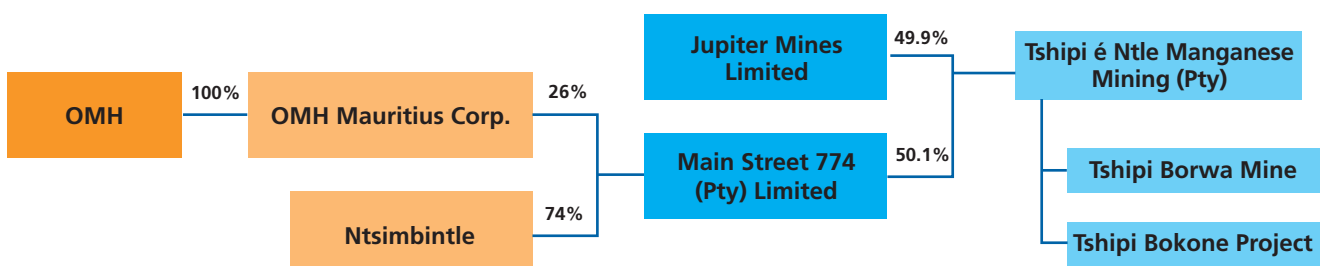 OMH
100%
OMH Mauritius Corp.
26%
Ntsimbintle
74%
Jupiter Mines
Limited
49.9%
Main Street 774
(Pty) Limited
50.1%
Tshipi é Ntle Manganese
Mining (Pty)
Tshipi Borwa Mine
Tshipi Bokone Project